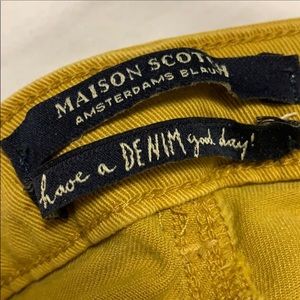 MAISON SCOTCH
AMSTERDAMS BLAUW
have a DENIM good day!